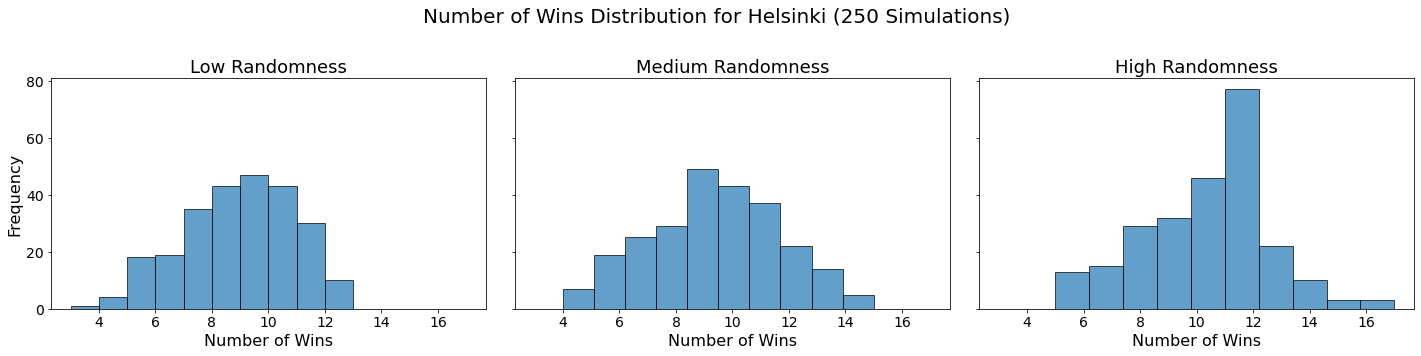 Number of Wins Distribution for Helsinki (250 Simulations)
Low Randomness
Medium Randomness
High Randomness
Frequency
80
60
40
20
0
4 6 8 10 12 14 16
4 6 8 10 12 14 16
4 6 8 10 12 14 16
Number of Wins
Number of Wins
Number of Wins